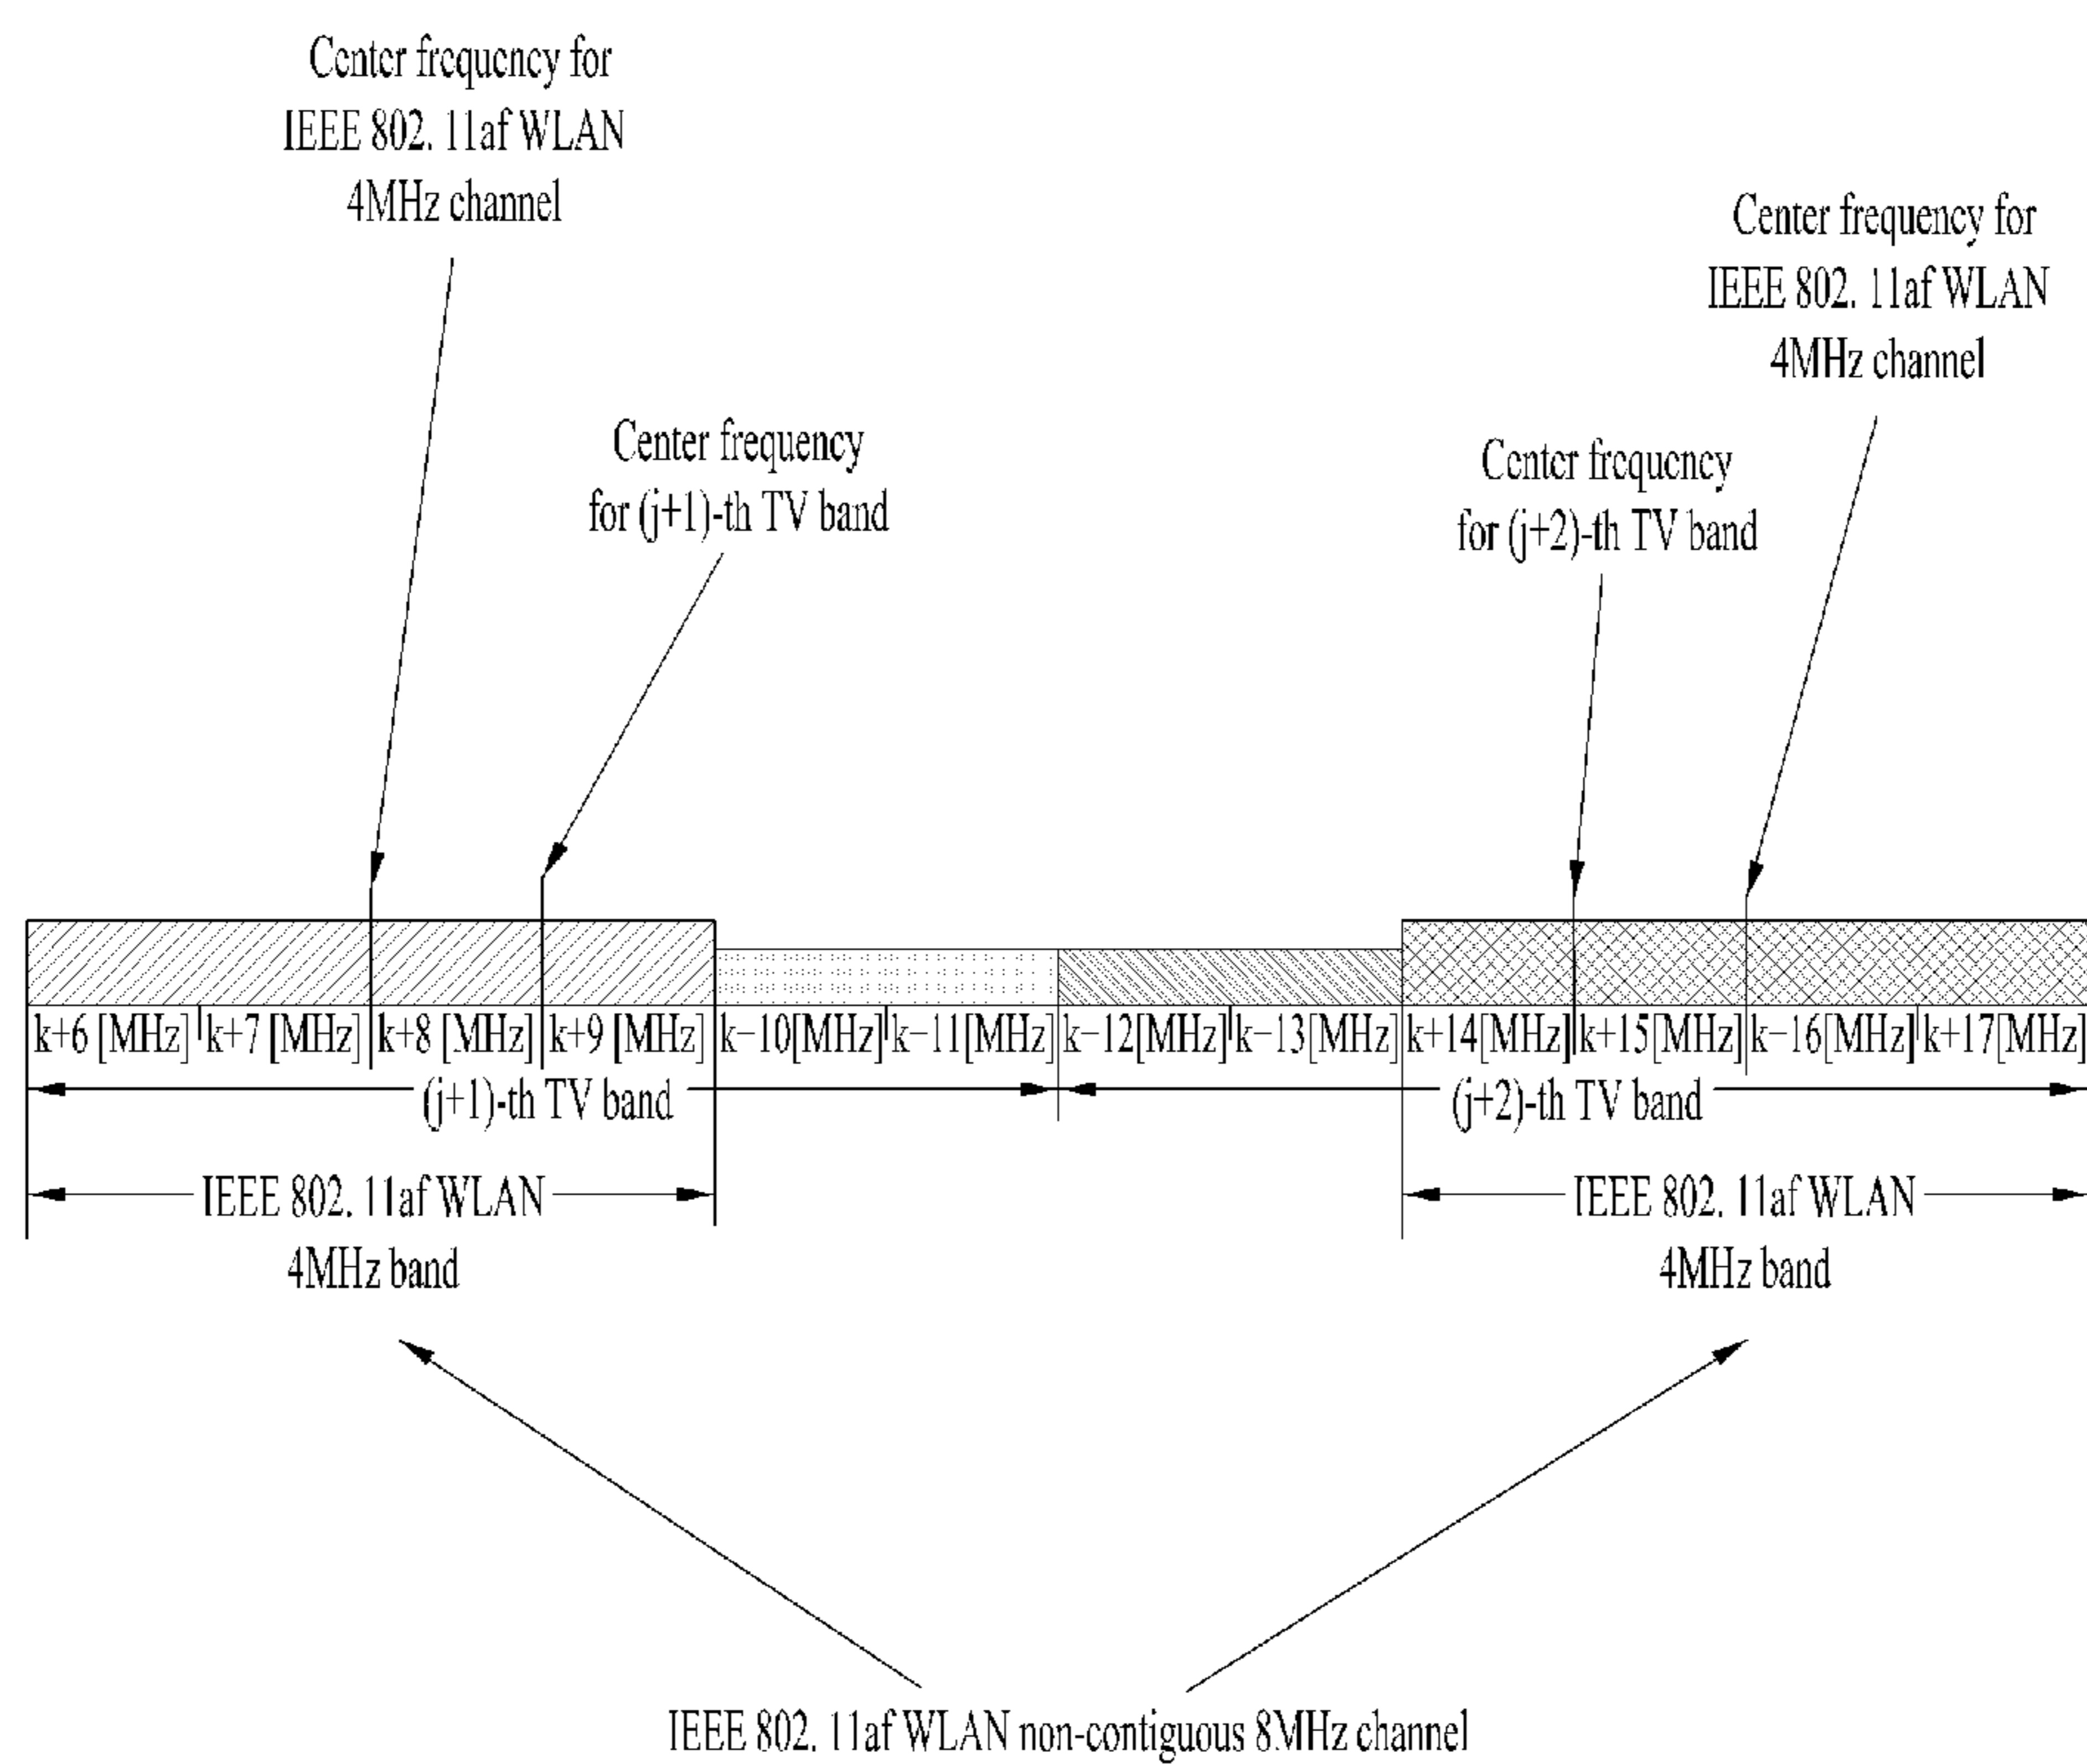 Center frequency for
IEEE 802. 11af WLAN
4MHz channel
Center frequency for
IEEE 802. 11af WLAN
4MHz channel
Center frequency
for (j+1)-th TV band
Center frequency
for (j+2)-th TV band
k+6 [MHz] k+7 [MHz] k+8 [MHz] k+9 [MHz] k−10[MHz] k−11[MHz] k−12[MHz] k−13[MHz] k+14[MHz] k+15[MHz] k−16[MHz] k+17[MHz]
(j+1)-th TV band (j+2)-th TV band
IEEE 802. 11af WLAN
4MHz band
IEEE 802. 11af WLAN
4MHz band
IEEE 802. 11af WLAN non-contiguous 8MHz channel